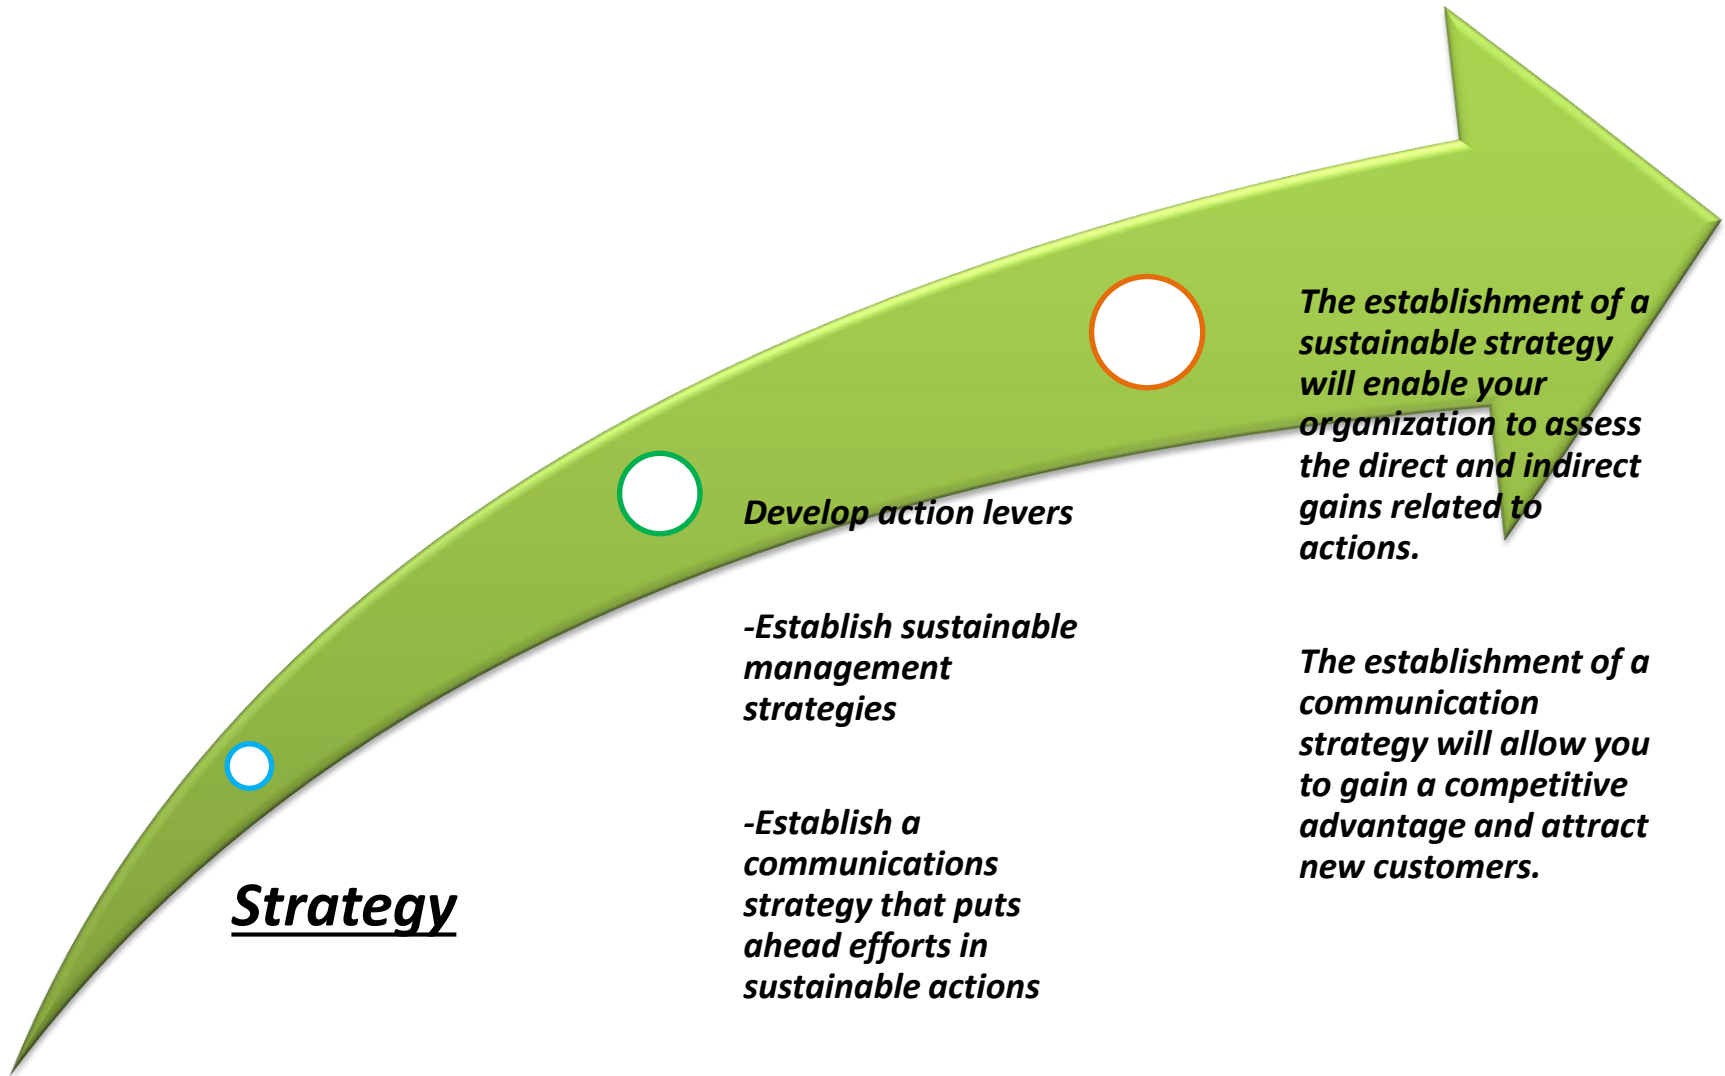 Strategy
Develop action levers
-Establish sustainable
management
strategies
-Establish a
communications
strategy that puts
ahead efforts in
sustainable actions
The establishment of a
sustainable strategy
will enable your
organization to assess
the direct and indirect
gains related to
actions.
The establishment of a
communication
strategy will allow you
to gain a competitive
advantage and attract
new customers.